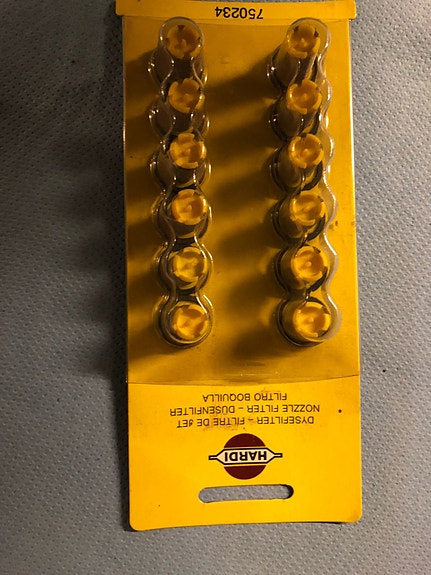 HARDI
DYSEFILTER - FILTRE DE JET
NOZZLE FILTER - DÜSENFILTER
FILTRO BOQUILLA
750234